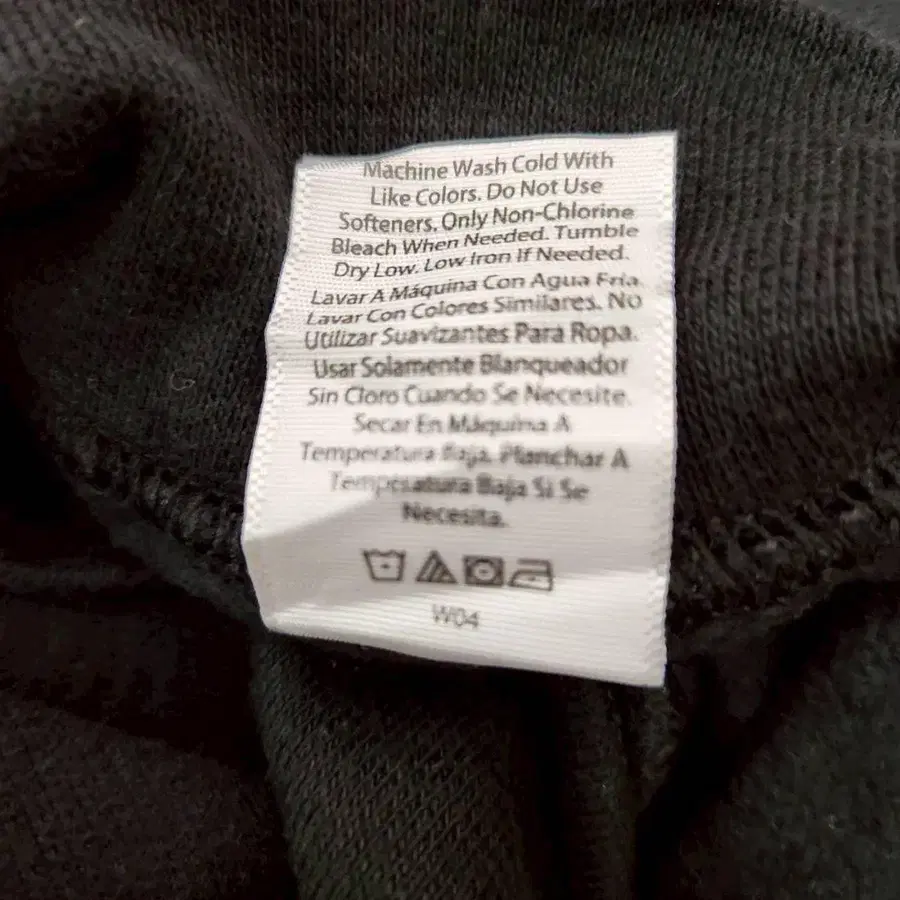 Machine Wash Cold With
Like Colors. Do Not Use
Softeners. Only Non-Chlorine
Bleach When Needed. Tumble
Dry Low. Low Iron If Needed.
Lavar A Máquina Con Agua Fria.
Lavar Con Colores Similares. No
Utilizar Suavizantes Para Ropa.
Usar Solamente Blanqueador
Sin Cloro Cuando Se Necesite.
Secar En Máquina A
Temperatura Baja. Planchar A
Temperatura Baja Si Se
Necesita.
W04